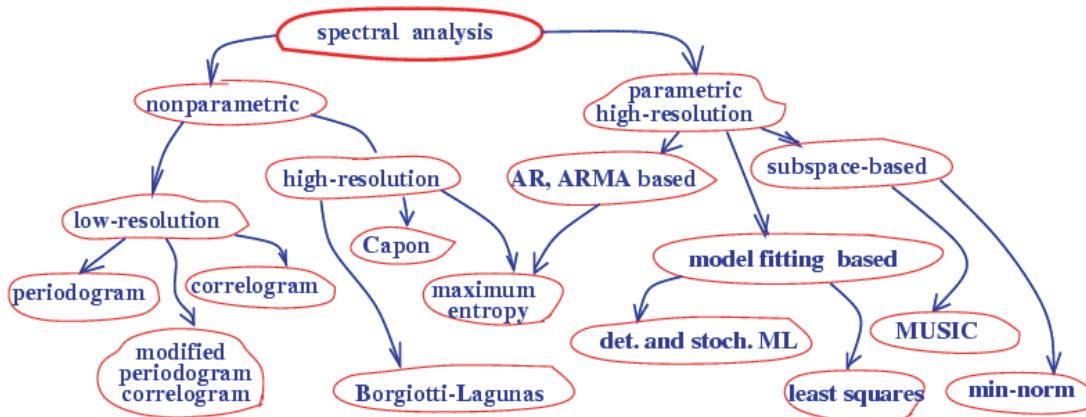 spectral analysis
nonparametric
parametric
high-resolution
high-resolution
AR, ARMA based
subspace-based
low-resolution
Capon
model fitting based
periodogram
correlogram
maximum
entropy
det. and stoch. ML
MUSIC
modified
periodogram
correlogram
Borgiotti-Lagunas
least squares
min-norm